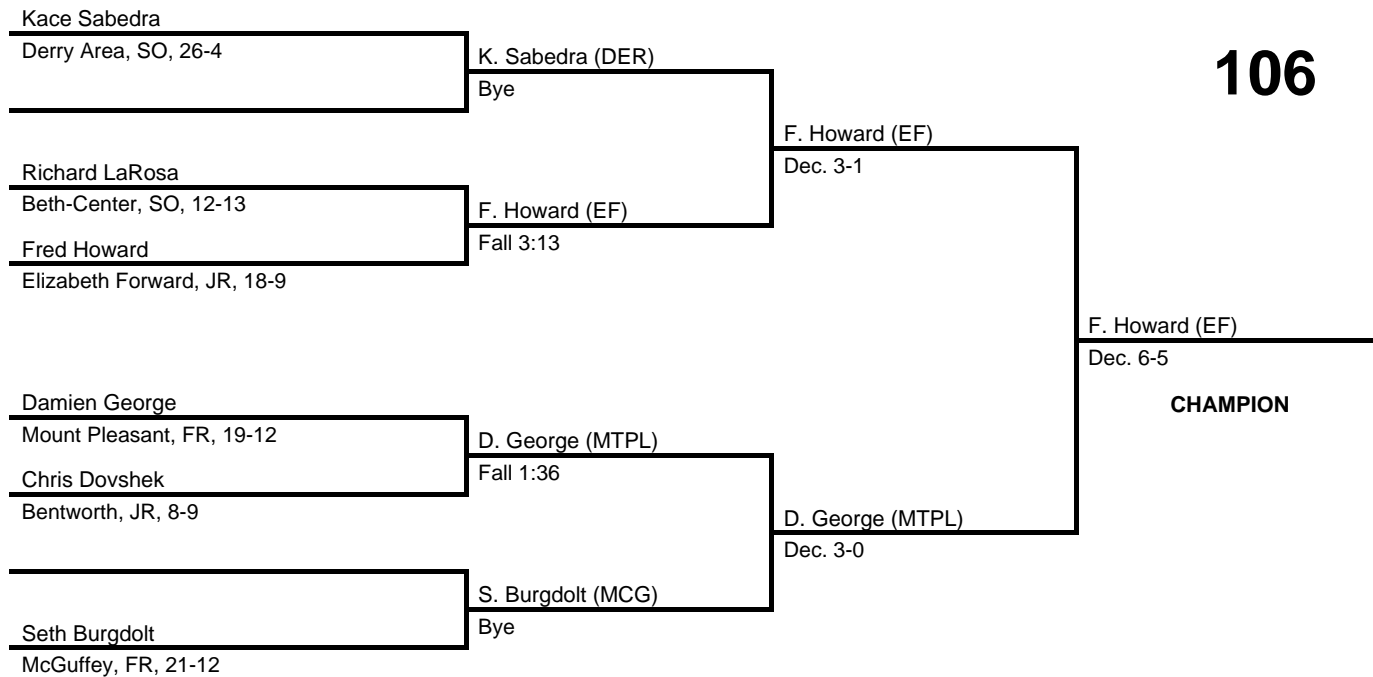 106
Kace Sabedra
Derry Area, SO, 26-4
K. Sabedra (DER)
Bye
F. Howard (EF)
Dec. 3-1
Richard LaRosa
Beth-Center, SO, 12-13
F. Howard (EF)
Fall 3:13
Fred Howard
Elizabeth Forward, JR, 18-9
F. Howard (EF)
Dec. 6-5
CHAMPION
Damien George
Mount Pleasant, FR, 19-12
D. George (MTPL)
Fall 1:36
Chris Dovshek
Bentworth, JR, 8-9
D. George (MTPL)
Dec. 3-0
S. Burgdolt (MCG)
Bye
Seth Burgdolt
McGuffey, FR, 21-12